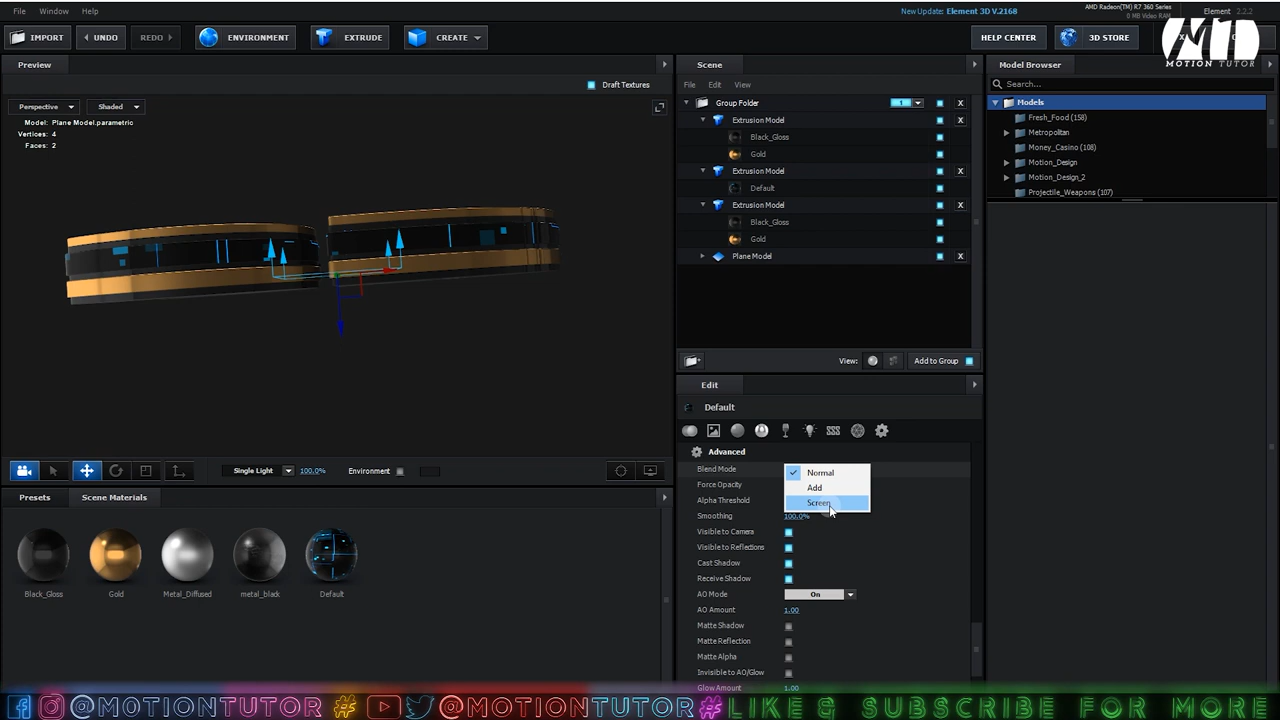 File Window Help
New Update: Element 3D V.2168
AMD Radeon(TM) R7 360 Series
0 MB Video RAM
Element 2.2.2
IMPORT UNDO REDO ENVIRONMENT EXTRUDE CREATE HELP CENTER 3D STORE
MOTION TUTOR
Preview
Draft Textures
Perspective Shaded
Model: Plane Model.parametric
Vertices: 4
Faces: 2
Single Light 100.0% Environment
Presets Scene Materials
Black_Gloss Gold Metal_Diffused metal_black Default
Scene
File Edit View
Group Folder 1 X
Extrusion Model X
Black_Gloss
Gold
Extrusion Model X
Default
Extrusion Model X
Black_Gloss
Gold
Plane Model X
View: Add to Group
Edit
Default
Advanced
Blend Mode
Normal
Add
Screen
Force Opacity
Alpha Threshold
Smoothing 100.0%
Visible to Camera
Visible to Reflections
Cast Shadow
Receive Shadow
AO Mode On
AO Amount 1.00
Matte Shadow
Matte Reflection
Matte Alpha
Invisible to AO/Glow
Glow Amount 1.00
Model Browser
Search...
Models
Fresh_Food (158)
Metropolitan
Money_Casino (108)
Motion_Design
Motion_Design_2
Projectile_Weapons (107)
@MOTIONTUTOR # @MOTIONTUTOR # LIKE & SUBSCRIBE FOR MORE